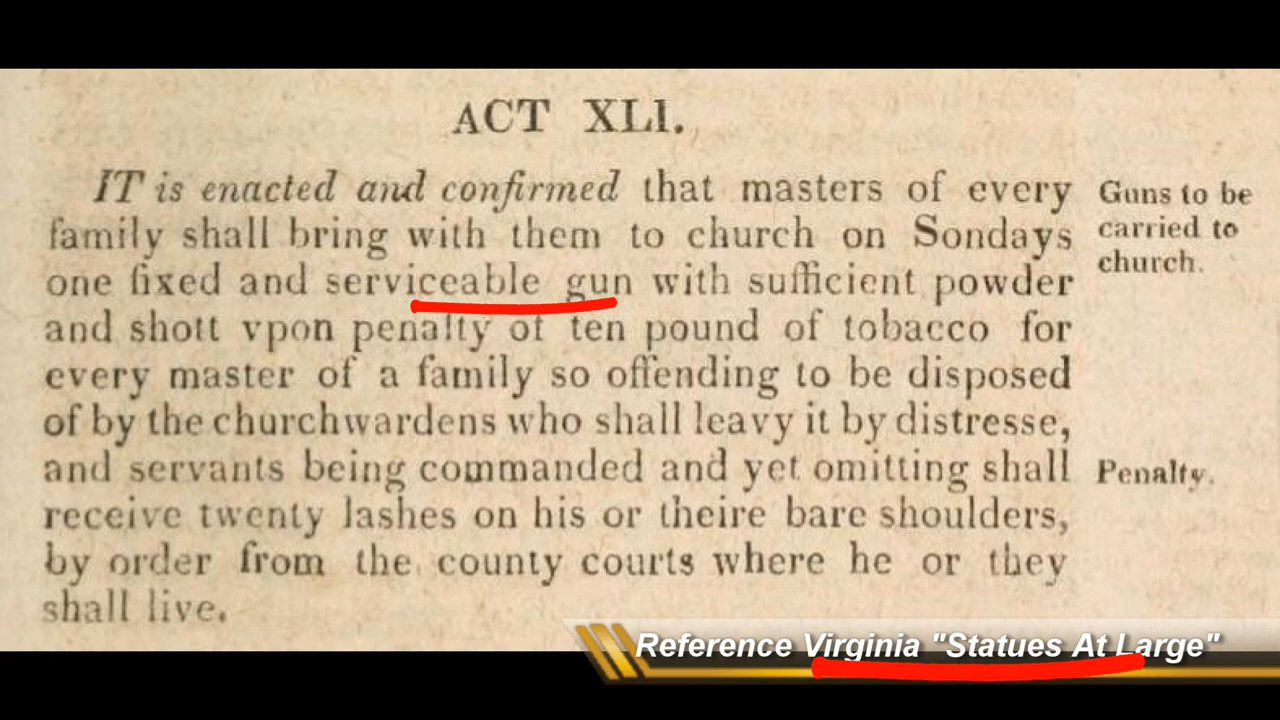 ACT XLI.
IT is enacted and confirmed that masters of every
family shall bring with them to church on Sondays
one fixed and serviceable gun with sufficient powder
and shott vpon penalty of ten pound of tobacco for
every master of a family so offending to be disposed
of by the churchwardens who shall leavy it by distresse,
and servants being commanded and yet omitting shall
receive twenty lashes on his or theire bare shoulders,
by order from the county courts where he or they
shall live.
Guns to be
carried to
church.
Penalty.
Reference Virginia "Statues At Large"